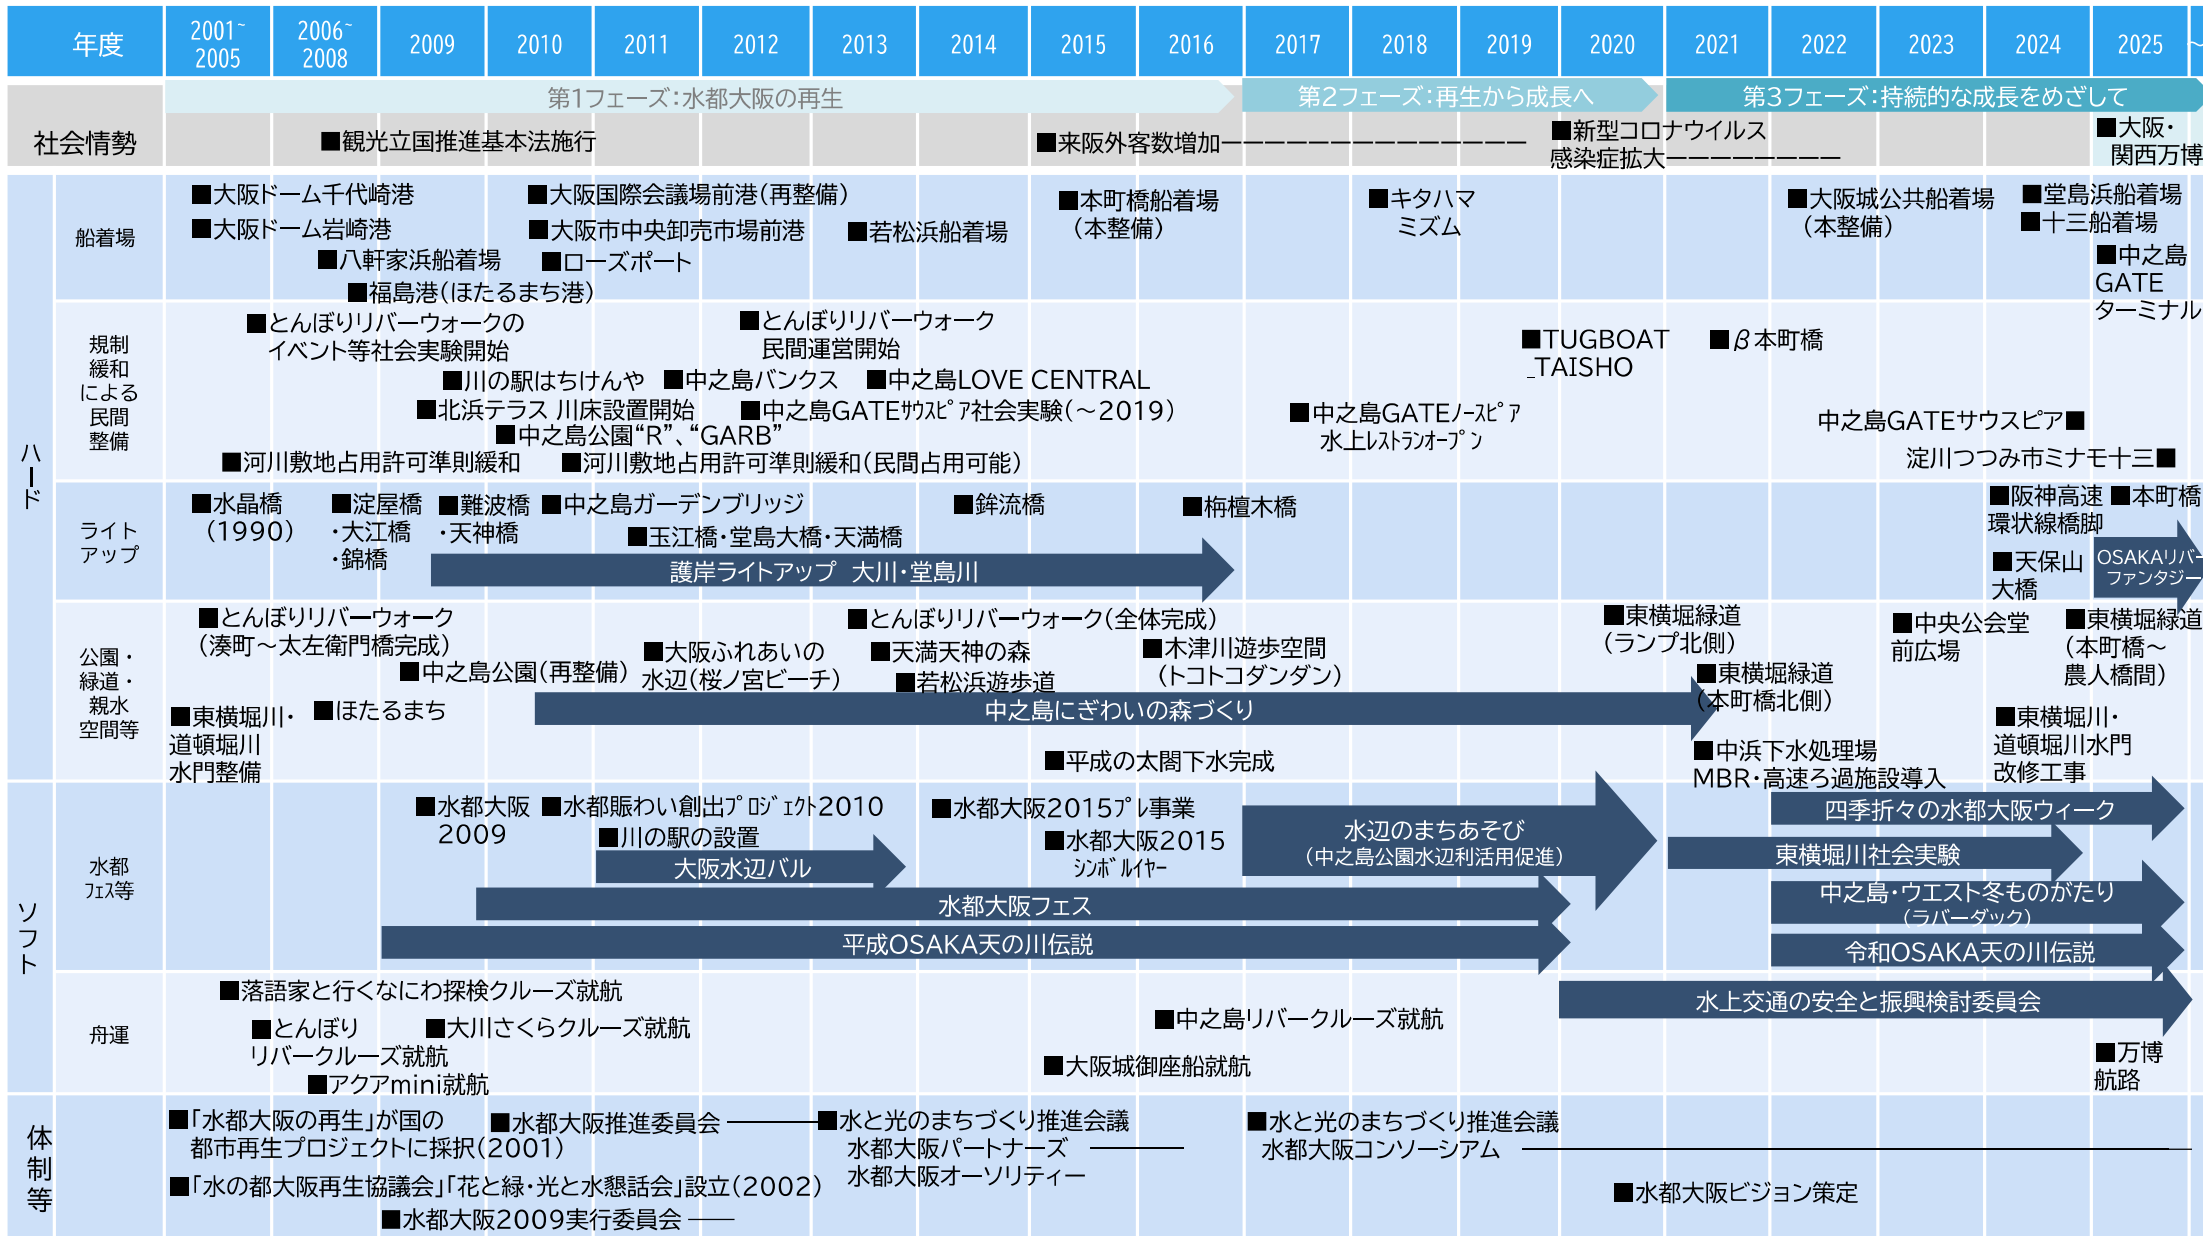 年度
2001~
2005
2006~
2008
2009
2010
2011
2012
2013
2014
2015
2016
2017
2018
2019
2020
2021
2022
2023
2024
2025
～
第1フェーズ：水都大阪の再生
第2フェーズ：再生から成長へ
第3フェーズ：持続的な成長をめざして
社会情勢
■観光立国推進基本法施行
■来阪外客数増加ーーーーーーーーーーーーーー
■新型コロナウイルス
感染症拡大ーーーーーーーー
■大阪・
関西万博
ハード
船着場
■大阪ドーム千代崎港
■大阪ドーム岩崎港
■八軒家浜船着場
■福島港（ほたるまち港）
■大阪国際会議場前港（再整備）
■大阪市中央卸売市場前港
■ローズポート
■若松浜船着場
■本町橋船着場
（本整備）
■キタハマ
ミズム
■大阪城公共船着場
（本整備）
■堂島浜船着場
■十三船着場
■中之島
GATE
ターミナル
規制
緩和
による
民間
整備
■とんぼりリバーウォークの
イベント等社会実験開始
■とんぼりリバーウォーク
民間運営開始
■川の駅はちけんや
■中之島バンクス
■中之島LOVE CENTRAL
■北浜テラス 川床設置開始
■中之島GATEｻｳｽﾋﾟｱ社会実験（～2019）
■中之島公園“R”、“GARB”
■河川敷地占用許可準則緩和
■河川敷地占用許可準則緩和（民間占用可能）
■中之島GATEﾉｰｽﾋﾟｱ
水上ﾚｽﾄﾗﾝｵｰﾌﾟﾝ
■TUGBOAT
_TAISHO
■β本町橋
中之島GATEサウスピア■
淀川つつみ市ミナモ十三■
ライト
アップ
■水晶橋
（1990）
■淀屋橋
・大江橋
・錦橋
■難波橋
・天神橋
■中之島ガーデンブリッジ
■玉江橋・堂島大橋・天満橋
■鉾流橋
■栴檀木橋
護岸ライトアップ　大川・堂島川
■阪神高速
環状線橋脚
■本町橋
■天保山
大橋
OSAKAリバー
ファンタジー
公園・
緑道・
親水
空間等
■とんぼりリバーウォーク
（湊町～太左衛門橋完成）
■中之島公園（再整備）
■東横堀川・
道頓堀川
水門整備
■ほたるまち
■大阪ふれあいの
水辺（桜ノ宮ビーチ）
■とんぼりリバーウォーク（全体完成）
■天満天神の森
■若松浜遊歩道
■木津川遊歩空間
（トコトコダンダン）
中之島にぎわいの森づくり
■平成の太閤下水完成
■東横堀緑道
（ランプ北側）
■東横堀緑道
（本町橋北側）
■中浜下水処理場
MBR・高速ろ過施設導入
■中央公会堂
前広場
■東横堀緑道
（本町橋～
農人橋間）
■東横堀川・
道頓堀川水門
改修工事
ソフト
水都
ﾌｪｽ等
■水都大阪
2009
■水都賑わい創出ﾌﾟﾛｼﾞｪｸﾄ2010
■川の駅の設置
大阪水辺バル
水都大阪フェス
平成OSAKA天の川伝説
■水都大阪2015ﾌﾟﾚ事業
■水都大阪2015
ｼﾝﾎﾞﾙｲﾔｰ
水辺のまちあそび
（中之島公園水辺利活用促進）
四季折々の水都大阪ウィーク
東横堀川社会実験
中之島・ウエスト冬ものがたり
（ラバーダック）
令和OSAKA天の川伝説
舟運
■落語家と行くなにわ探検クルーズ就航
■とんぼり
リバークルーズ就航
■アクアmini就航
■大川さくらクルーズ就航
■中之島リバークルーズ就航
■大阪城御座船就航
水上交通の安全と振興検討委員会
■万博
航路
体制等
■「水都大阪の再生」が国の
都市再生プロジェクトに採択（2001）
■「水の都大阪再生協議会」「花と緑・光と水懇話会」設立（2002）
■水都大阪2009実行委員会
■水都大阪推進委員会
■水と光のまちづくり推進会議
水都大阪パートナーズ
水都大阪オーソリティー
■水と光のまちづくり推進会議
水都大阪コンソーシアム
■水都大阪ビジョン策定